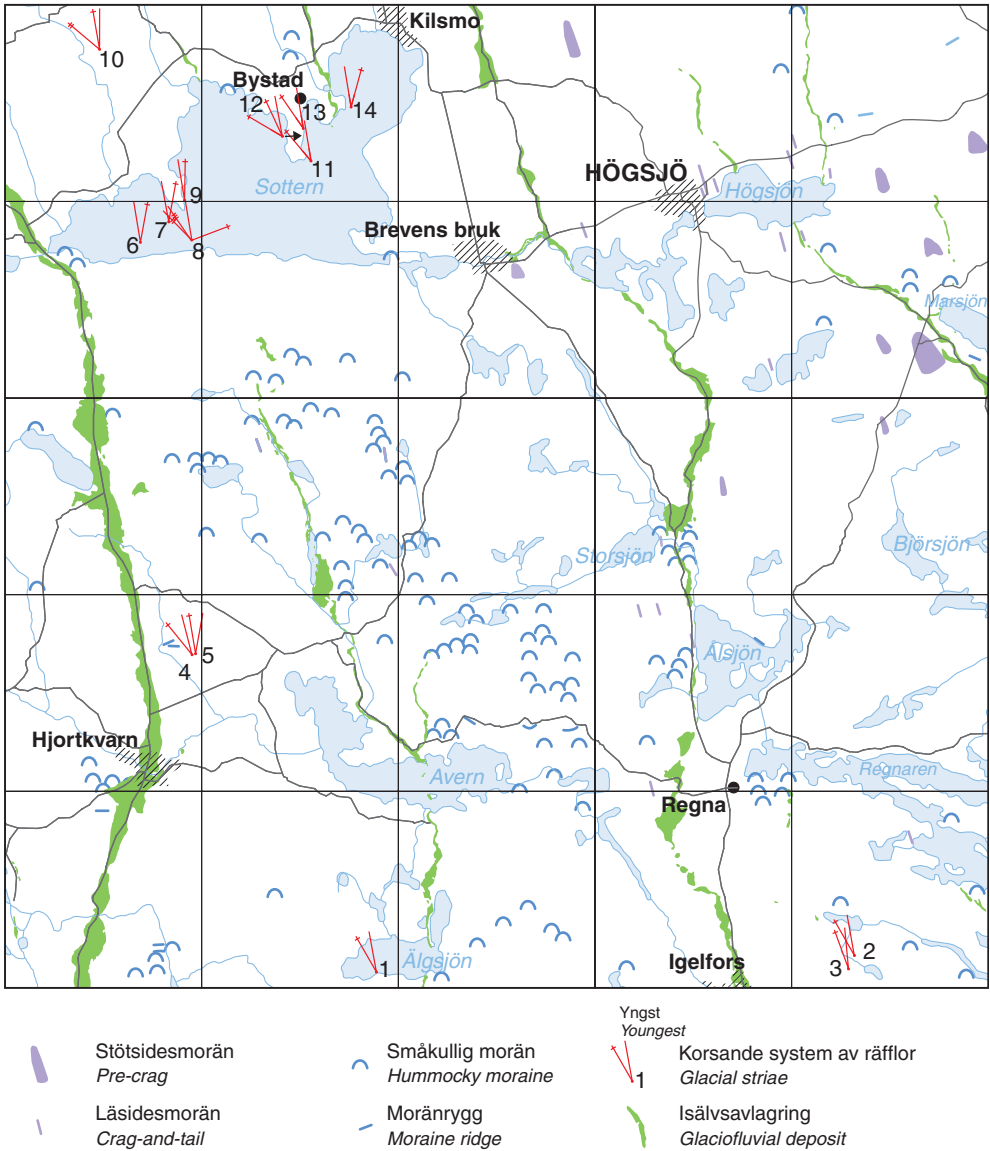 Kilsmo
10
Bystad
12
13
14
11
HÖGSJÖ
Sottern
Högsjön
9
Brevens bruk
7
6
8
Marsjön
Storsjön
Björsjön
Ålsjön
5
4
Hjortkvarn
Avern
Regnaren
Regna
Älgsjön
1
Igelfors
2
3
Yngst
Youngest
Stötsidesmorän
Pre-crag
Småkullig morän
Hummocky moraine
1
Korsande system av räfflor
Glacial striae
Läsidesmorän
Crag-and-tail
Moränrygg
Moraine ridge
Isälvsavlagring
Glaciofluvial deposit